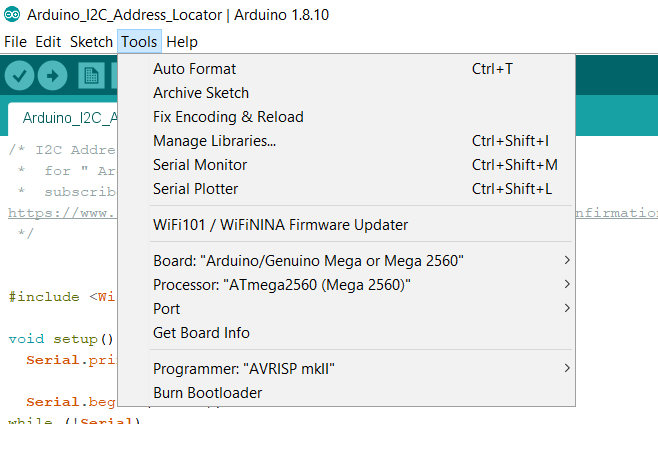 Arduino_I2C_Address_Locator | Arduino 1.8.10
File Edit Sketch Tools Help
Auto Format Ctrl+T
Archive Sketch
Fix Encoding & Reload
Manage Libraries... Ctrl+Shift+I
Serial Monitor Ctrl+Shift+M
Serial Plotter Ctrl+Shift+L
WiFi101 / WiFiNINA Firmware Updater
Board: "Arduino/Genuino Mega or Mega 2560"
Processor: "ATmega2560 (Mega 2560)"
Port
Get Board Info
Programmer: "AVRISP mkII"
Burn Bootloader
Arduino_I2C_A
/* I2C Addre
* for " Ar
* subscrib
https://www. nfirmation
*/
#include <Wi
void setup()
Serial.pri
Serial.beg
while (!Serial)